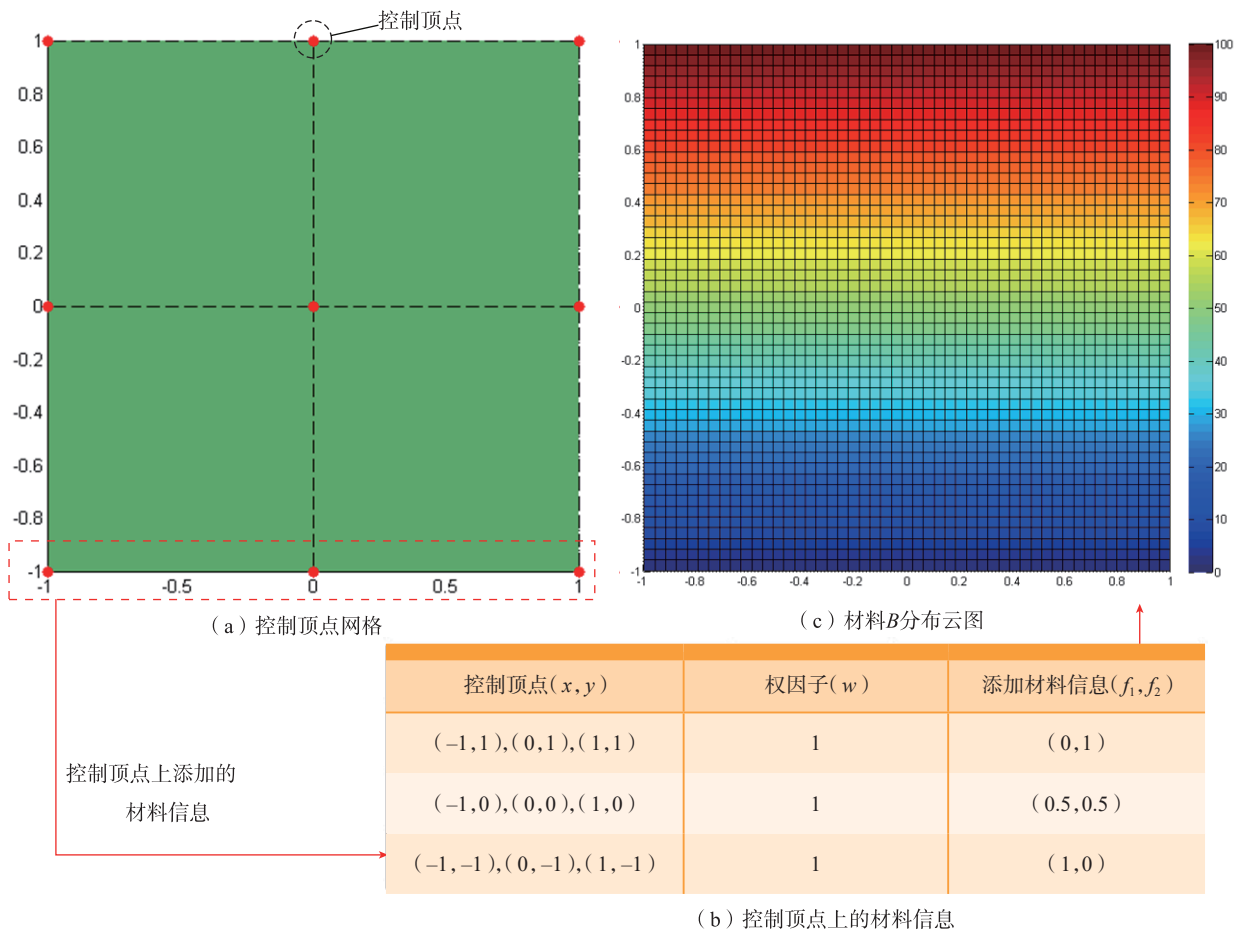 控制顶点
1
0.8
0.6
0.4
0.2
0
-0.2
-0.4
-0.6
-0.8
-1
-1 -0.5 0 0.5 1
（a）控制顶点网格
1
0.8
0.6
0.4
0.2
0
-0.2
-0.4
-0.6
-0.8
-1
-1 -0.8 -0.6 -0.4 -0.2 0 0.2 0.4 0.6 0.8 1
100
90
80
70
60
50
40
30
20
10
0
（c）材料B分布云图
控制顶点上添加的
材料信息
控制顶点(x,y) 权因子(w) 添加材料信息(f₁,f₂)
(–1,1),(0,1),(1,1) 1 (0,1)
(–1,0),(0,0),(1,0) 1 (0.5,0.5)
(–1,–1),(0,–1),(1,–1) 1 (1,0)
（b）控制顶点上的材料信息